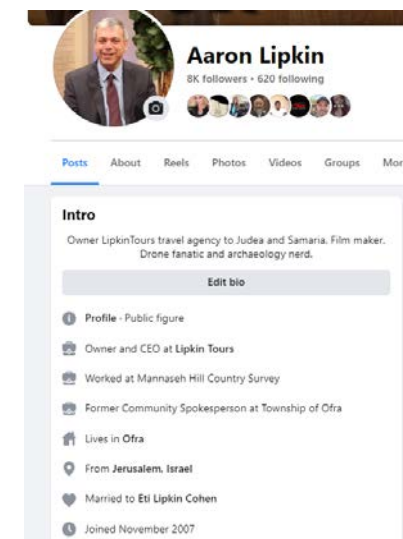 Aaron Lipkin
8K followers • 620 following
Posts About Reels Photos Videos Groups Mor
Intro
Owner LipkinTours travel agency to Judea and Samaria. Film maker.
Drone fanatic and archaeology nerd.
Edit bio
Profile · Public figure
Owner and CEO at Lipkin Tours
Worked at Mannaseh Hill Country Survey
Former Community Spokesperson at Township of Ofra
Lives in Ofra
From Jerusalem, Israel
Married to Eti Lipkin Cohen
Joined November 2007